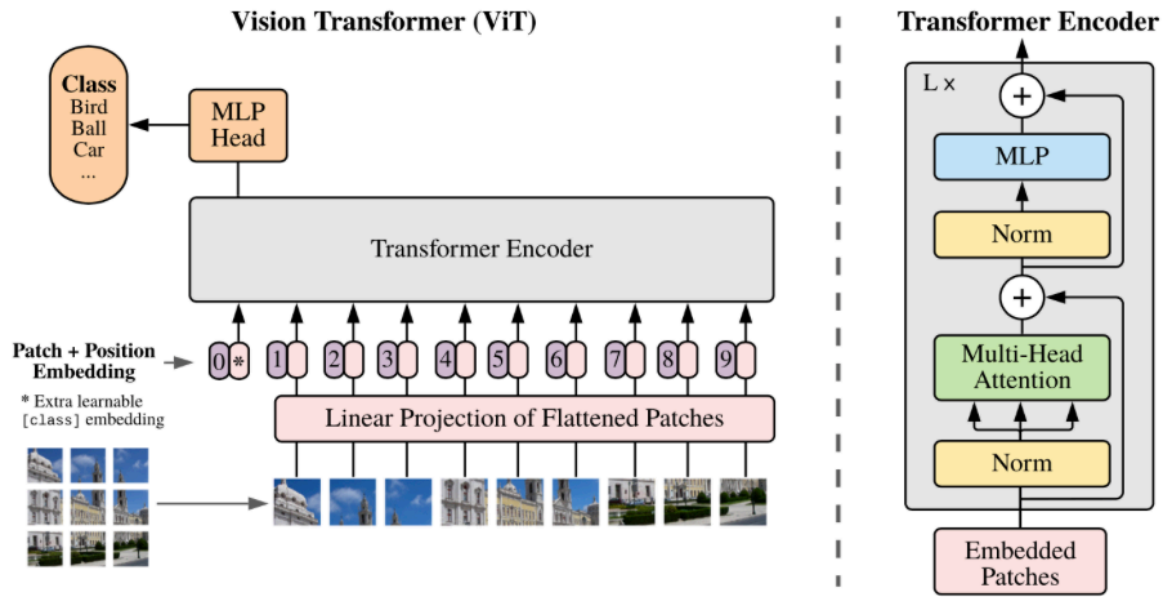 Vision Transformer (ViT)
Class
Bird
Ball
Car
...
MLP
Head
Transformer Encoder
Patch + Position
Embedding
0 * 1 2 3 4 5 6 7 8 9
* Extra learnable
[class] embedding
Linear Projection of Flattened Patches
Transformer Encoder
L ×
+
MLP
Norm
+
Multi-Head
Attention
Norm
Embedded
Patches